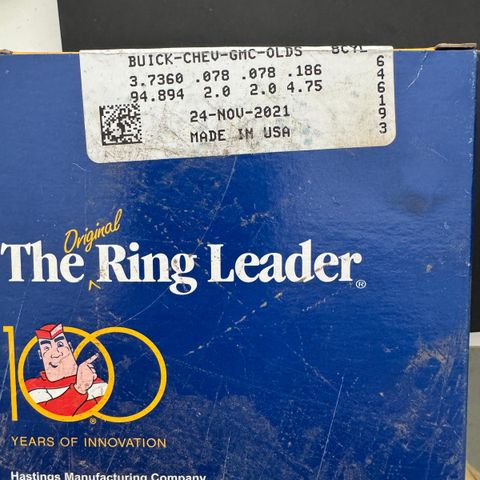 BUICK-CHEV-GMC-OLDS 8CYL
3.7360 .078 .078 .186
94.894 2.0 2.0 4.75
24-NOV-2021
MADE IN USA
646193
Original
The Ring Leader®
100
®
YEARS OF INNOVATION
Hastings Manufacturing Company